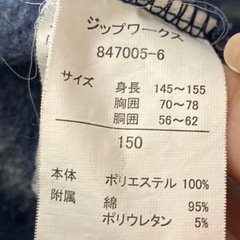 ジップワークス
847005-6
サイズ 身長 145～155
胸囲 70～78
胴囲 56～62
150
本体 ポリエステル 100%
附属 綿 95%
ポリウレタン 5%